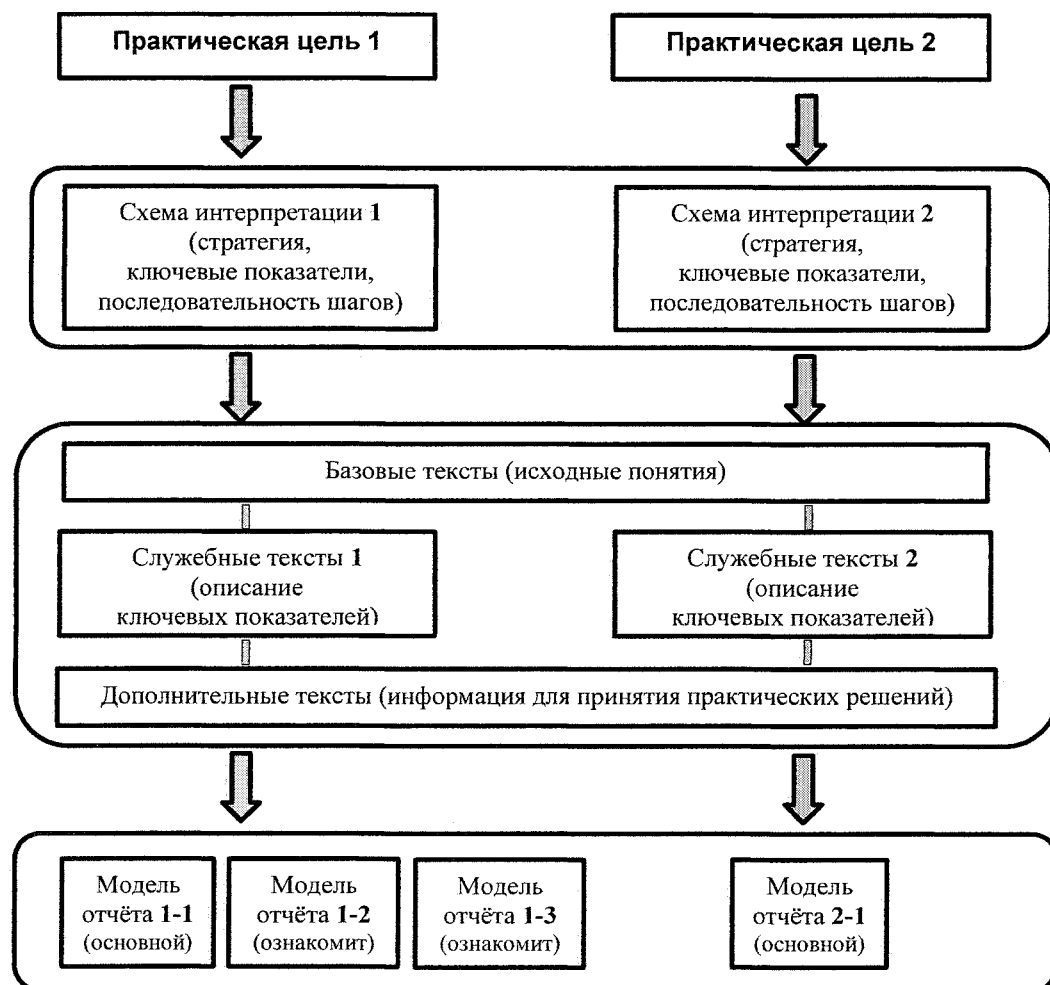 Практическая цель 1
Практическая цель 2
Схема интерпретации 1
(стратегия,
ключевые показатели,
последовательность шагов)
Схема интерпретации 2
(стратегия,
ключевые показатели,
последовательность шагов)
Базовые тексты (исходные понятия)
Служебные тексты 1
(описание
ключевых показателей)
Служебные тексты 2
(описание
ключевых показателей)
Дополнительные тексты (информация для принятия практических решений)
Модель
отчёта 1-1
(основной)
Модель
отчёта 1-2
(ознакомит)
Модель
отчёта 1-3
(ознакомит)
Модель
отчёта 2-1
(основной)